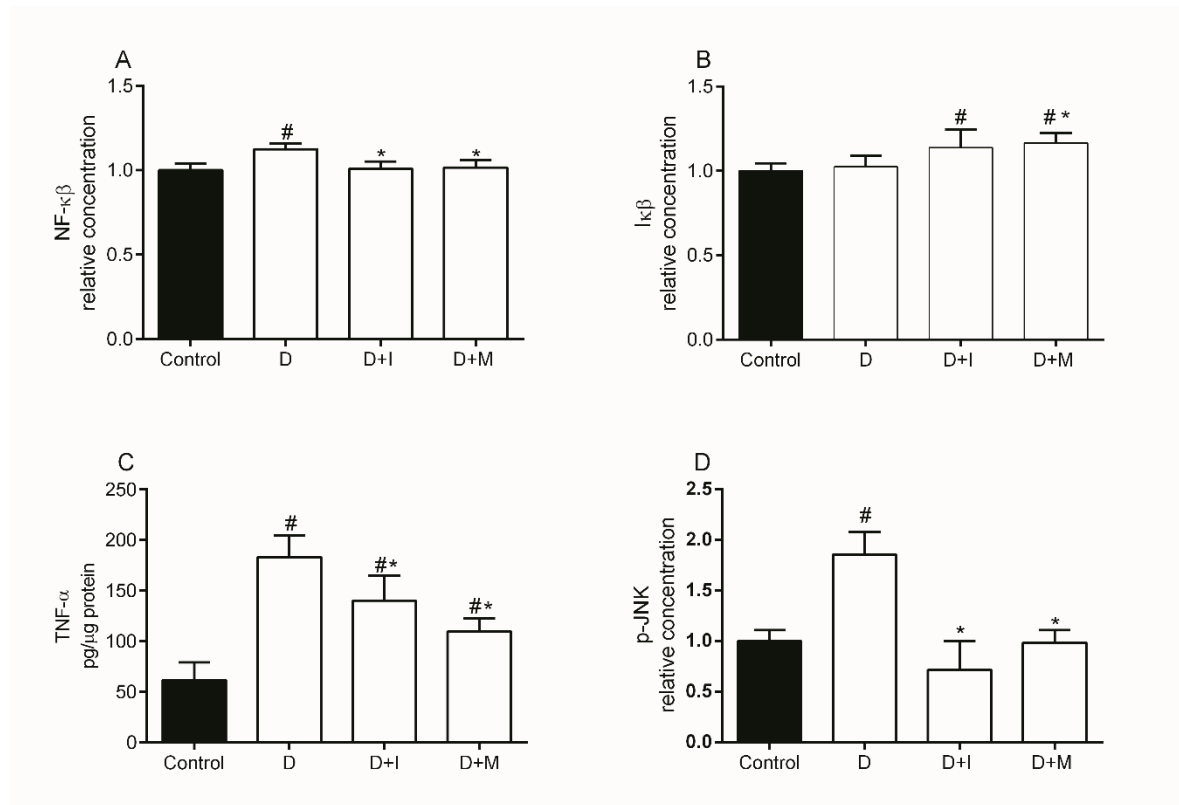 A
1.5
1.0
0.5
0.0
NF-κβ
relative concentration
#
*
*
Control
D
D+I
D+M
B
1.5
1.0
0.5
0.0
Iκβ
relative concentration
#
# *
Control
D
D+I
D+M
C
250
200
150
100
50
0
TNF-α
pg/μg protein
#
#*
#*
Control
D
D+I
D+M
D
2.5
2.0
1.5
1.0
0.5
0.0
p-JNK
relative concentration
#
*
*
Control
D
D+I
D+M